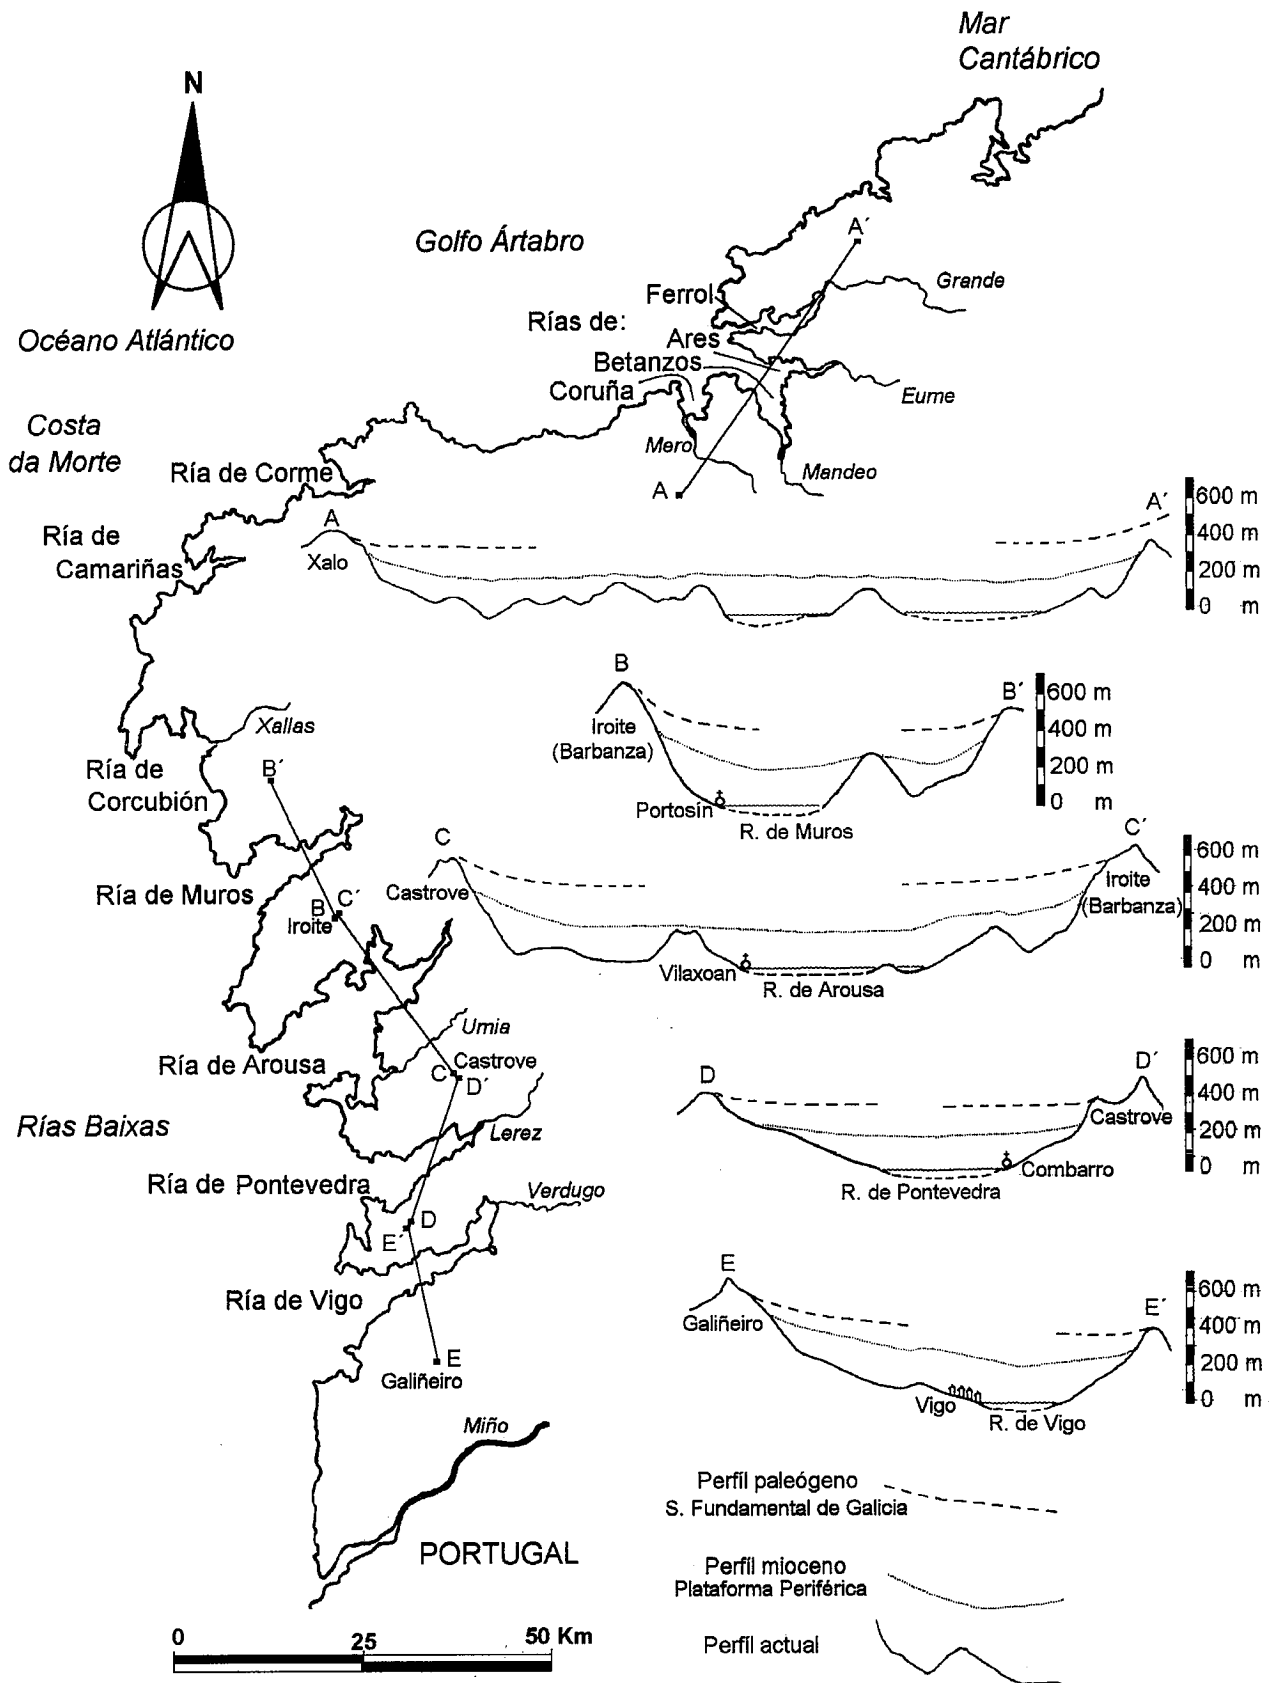 Mar
Cantábrico
N
Golfo Ártabro
A´
Grande
Ferrol
Rías de:
Ares
Betanzos
Coruña
Eume
Océano Atlántico
Costa
da Morte
Mero
Mandeo
A
Ría de Corme
Ría de
Camariñas
A
Xalo
A´
600 m
400 m
200 m
0 m
Xallas
B´
Ría de
Corcubión
B
Iroite
(Barbanza)
B´
600 m
400 m
200 m
0 m
Portosín
R. de Muros
Ría de Muros
B
C´
Iroite
C
Castrove
C´
Iroite
(Barbanza)
600 m
400 m
200 m
0 m
Vilaxoan
R. de Arousa
Umia
Ría de Arousa
Castrove
C
D´
Rías Baixas
Lerez
D
D´
Castrove
600 m
400 m
200 m
0 m
Combarro
R. de Pontevedra
Ría de Pontevedra
Verdugo
D
E´
Ría de Vigo
E
Galiñeiro
E
Galiñeiro
E´
600 m
400 m
200 m
0 m
Vigo
R. de Vigo
Miño
PORTUGAL
Perfíl paleógeno
S. Fundamental de Galicia
Perfíl mioceno
Plataforma Periférica
Perfíl actual
0 25 50 Km